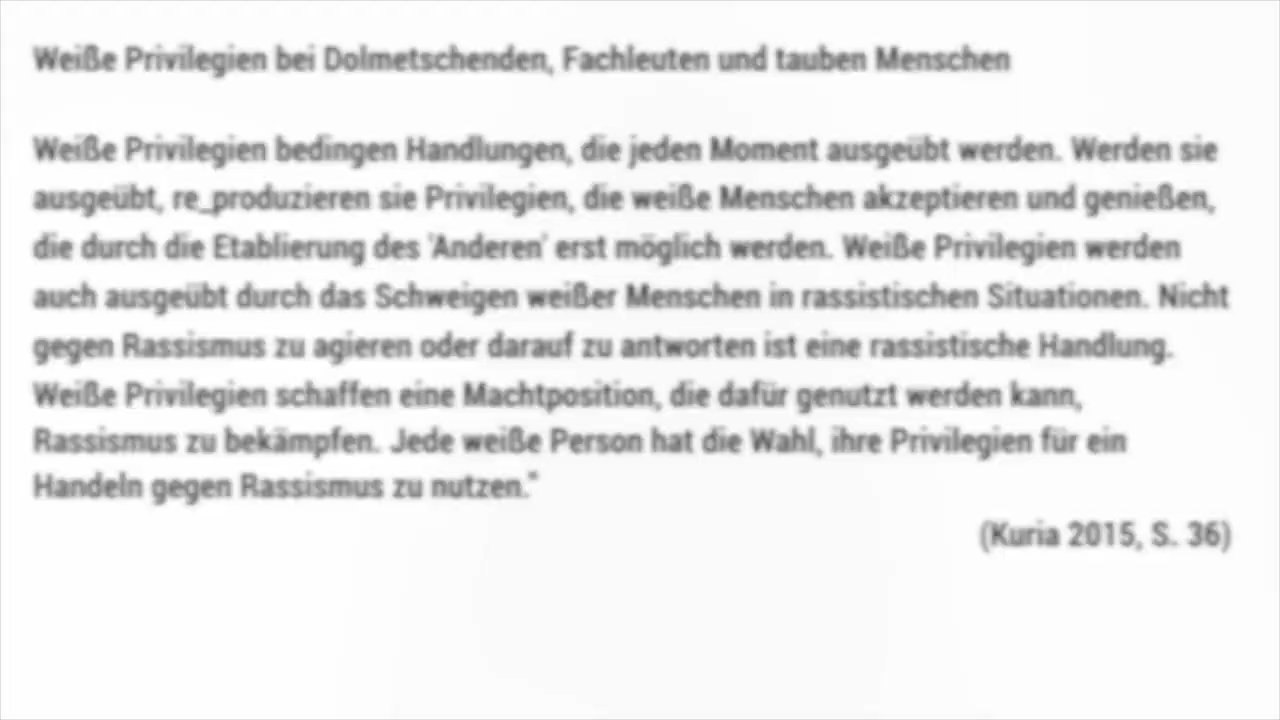 Weiße Privilegien bei Dolmetschenden, Fachleuten und tauben Menschen
Weiße Privilegien bedingen Handlungen, die jeden Moment ausgeübt werden. Werden sie
ausgeübt, re_produzieren sie Privilegien, die weiße Menschen akzeptieren und genießen,
die durch die Etablierung des 'Anderen' erst möglich werden. Weiße Privilegien werden
auch ausgeübt durch das Schweigen weißer Menschen in rassistischen Situationen. Nicht
gegen Rassismus zu agieren oder darauf zu antworten ist eine rassistische Handlung.
Weiße Privilegien schaffen eine Machtposition, die dafür genutzt werden kann,
Rassismus zu bekämpfen. Jede weiße Person hat die Wahl, ihre Privilegien für ein
Handeln gegen Rassismus zu nutzen."
(Kuria 2015, S. 36)